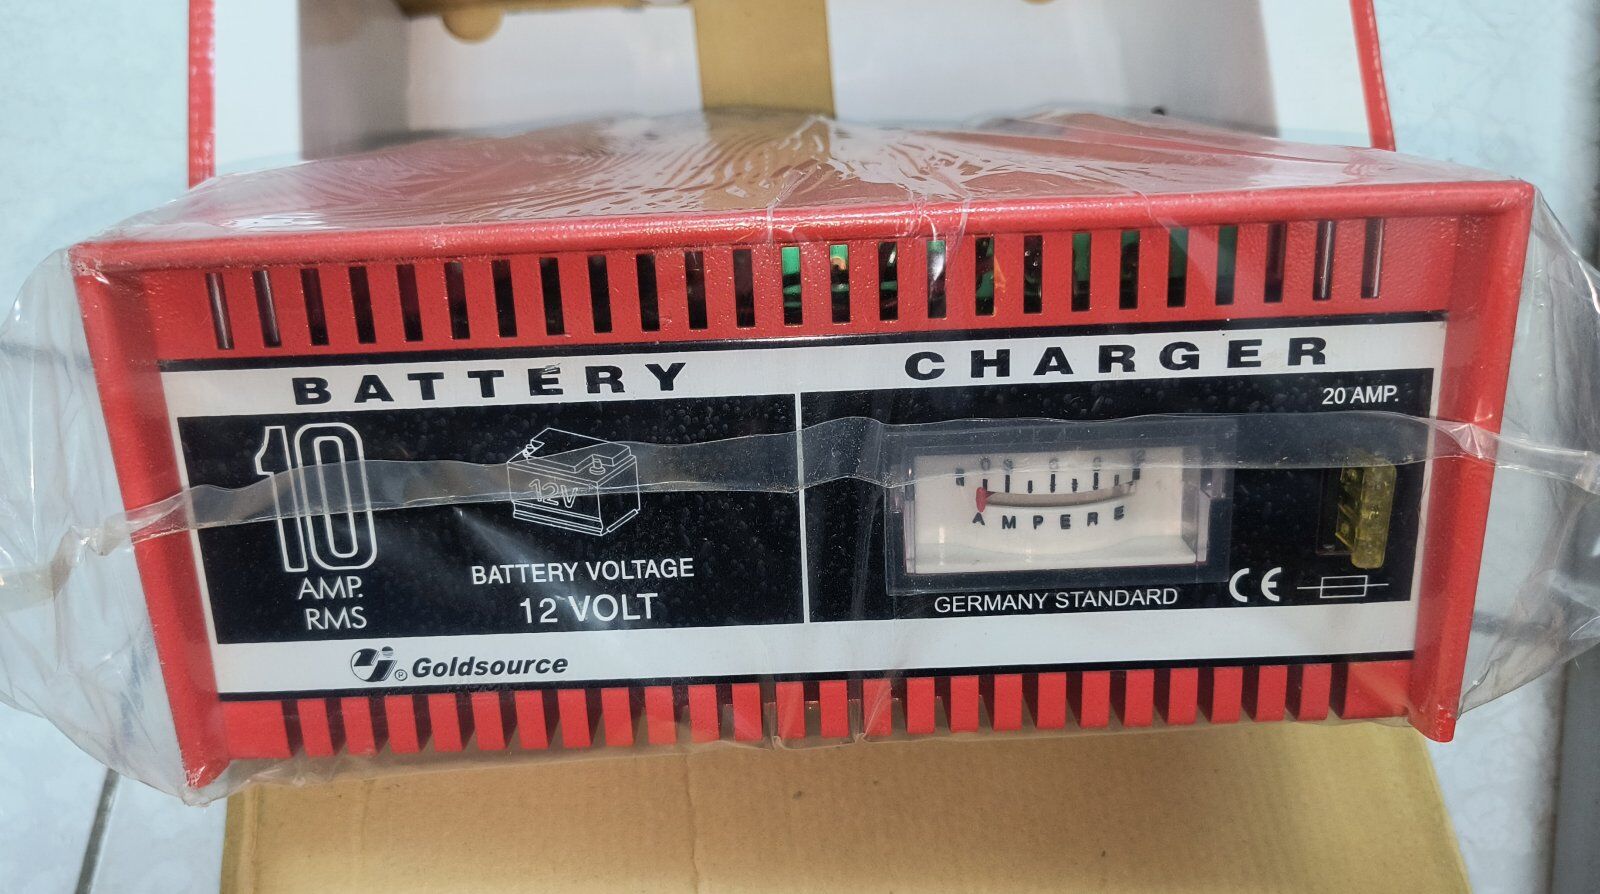 BATTERY CHARGER
20 AMP.
10
AMP.
RMS
12V
BATTERY VOLTAGE
12 VOLT
AMPERE
GERMANY STANDARD
CE
Goldsource